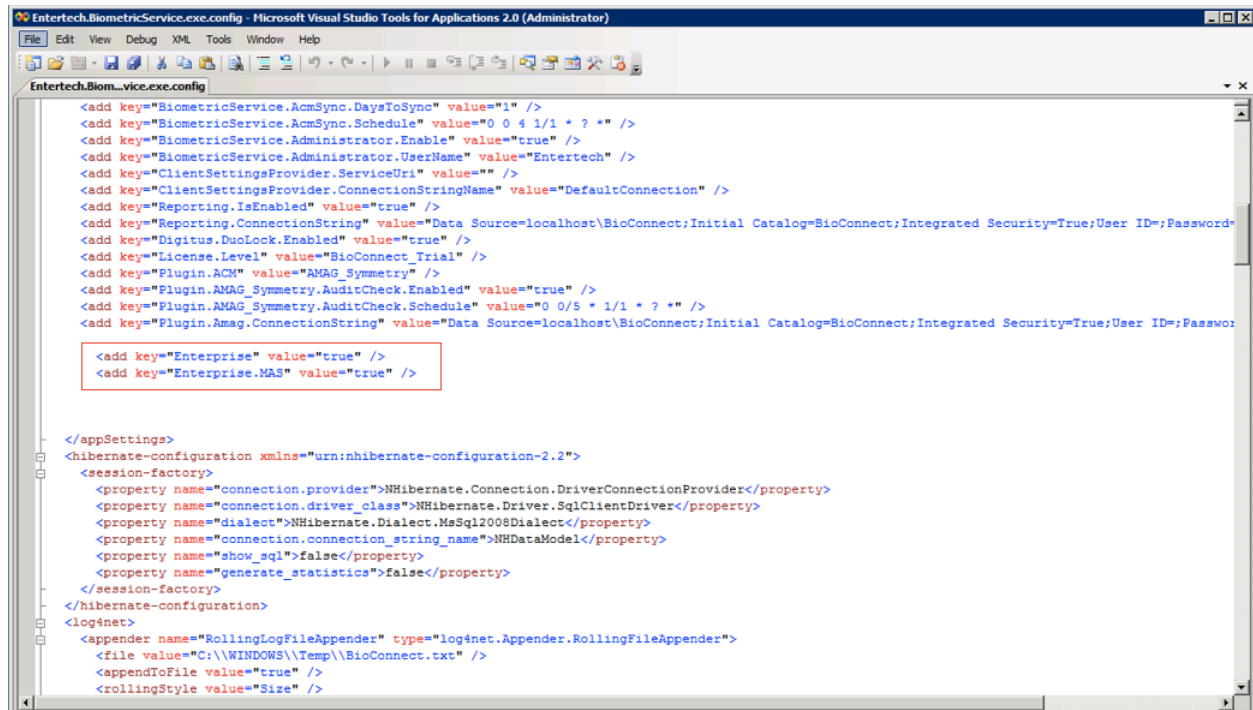 Entertech.BiometricService.exe.config - Microsoft Visual Studio Tools for Applications 2.0 (Administrator)
File Edit View Debug XML Tools Window Help
Entertech.Biom...vice.exe.config
<add key="BiometricService.AcmSync.DaysToSync" value="1" />
<add key="BiometricService.AcmSync.Schedule" value="0 0 4 1/1 * ? *" />
<add key="BiometricService.Administrator.Enable" value="true" />
<add key="BiometricService.Administrator.UserName" value="Entertech" />
<add key="ClientSettingsProvider.ServiceUri" value="" />
<add key="ClientSettingsProvider.ConnectionStringName" value="DefaultConnection" />
<add key="Reporting.IsEnabled" value="true" />
<add key="Reporting.ConnectionString" value="Data Source=localhost\BioConnect;Initial Catalog=BioConnect;Integrated Security=True;User ID=;Password=
<add key="Digitus.DuoLock.Enabled" value="true" />
<add key="License.Level" value="BioConnect_Trial" />
<add key="Plugin.ACM" value="AMAG_Symmetry" />
<add key="Plugin.AMAG_Symmetry.AuditCheck.Enabled" value="true" />
<add key="Plugin.AMAG_Symmetry.AuditCheck.Schedule" value="0 0/5 * 1/1 * ? *" />
<add key="Plugin.Amag.ConnectionString" value="Data Source=localhost\BioConnect;Initial Catalog=BioConnect;Integrated Security=True;User ID=;Passwor
<add key="Enterprise" value="true" />
<add key="Enterprise.MAS" value="true" />
</appSettings>
<hibernate-configuration xmlns="urn:nhibernate-configuration-2.2">
<session-factory>
<property name="connection.provider">NHibernate.Connection.DriverConnectionProvider</property>
<property name="connection.driver_class">NHibernate.Driver.SqlClientDriver</property>
<property name="dialect">NHibernate.Dialect.MsSql2008Dialect</property>
<property name="connection.connection_string_name">NHDataModel</property>
<property name="show_sql">false</property>
<property name="generate_statistics">false</property>
</session-factory>
</hibernate-configuration>
<log4net>
<appender name="RollingLogFileAppender" type="log4net.Appender.RollingFileAppender">
<file value="C:\\WINDOWS\\Temp\\BioConnect.txt" />
<appendToFile value="true" />
<rollingStyle value="Size" />